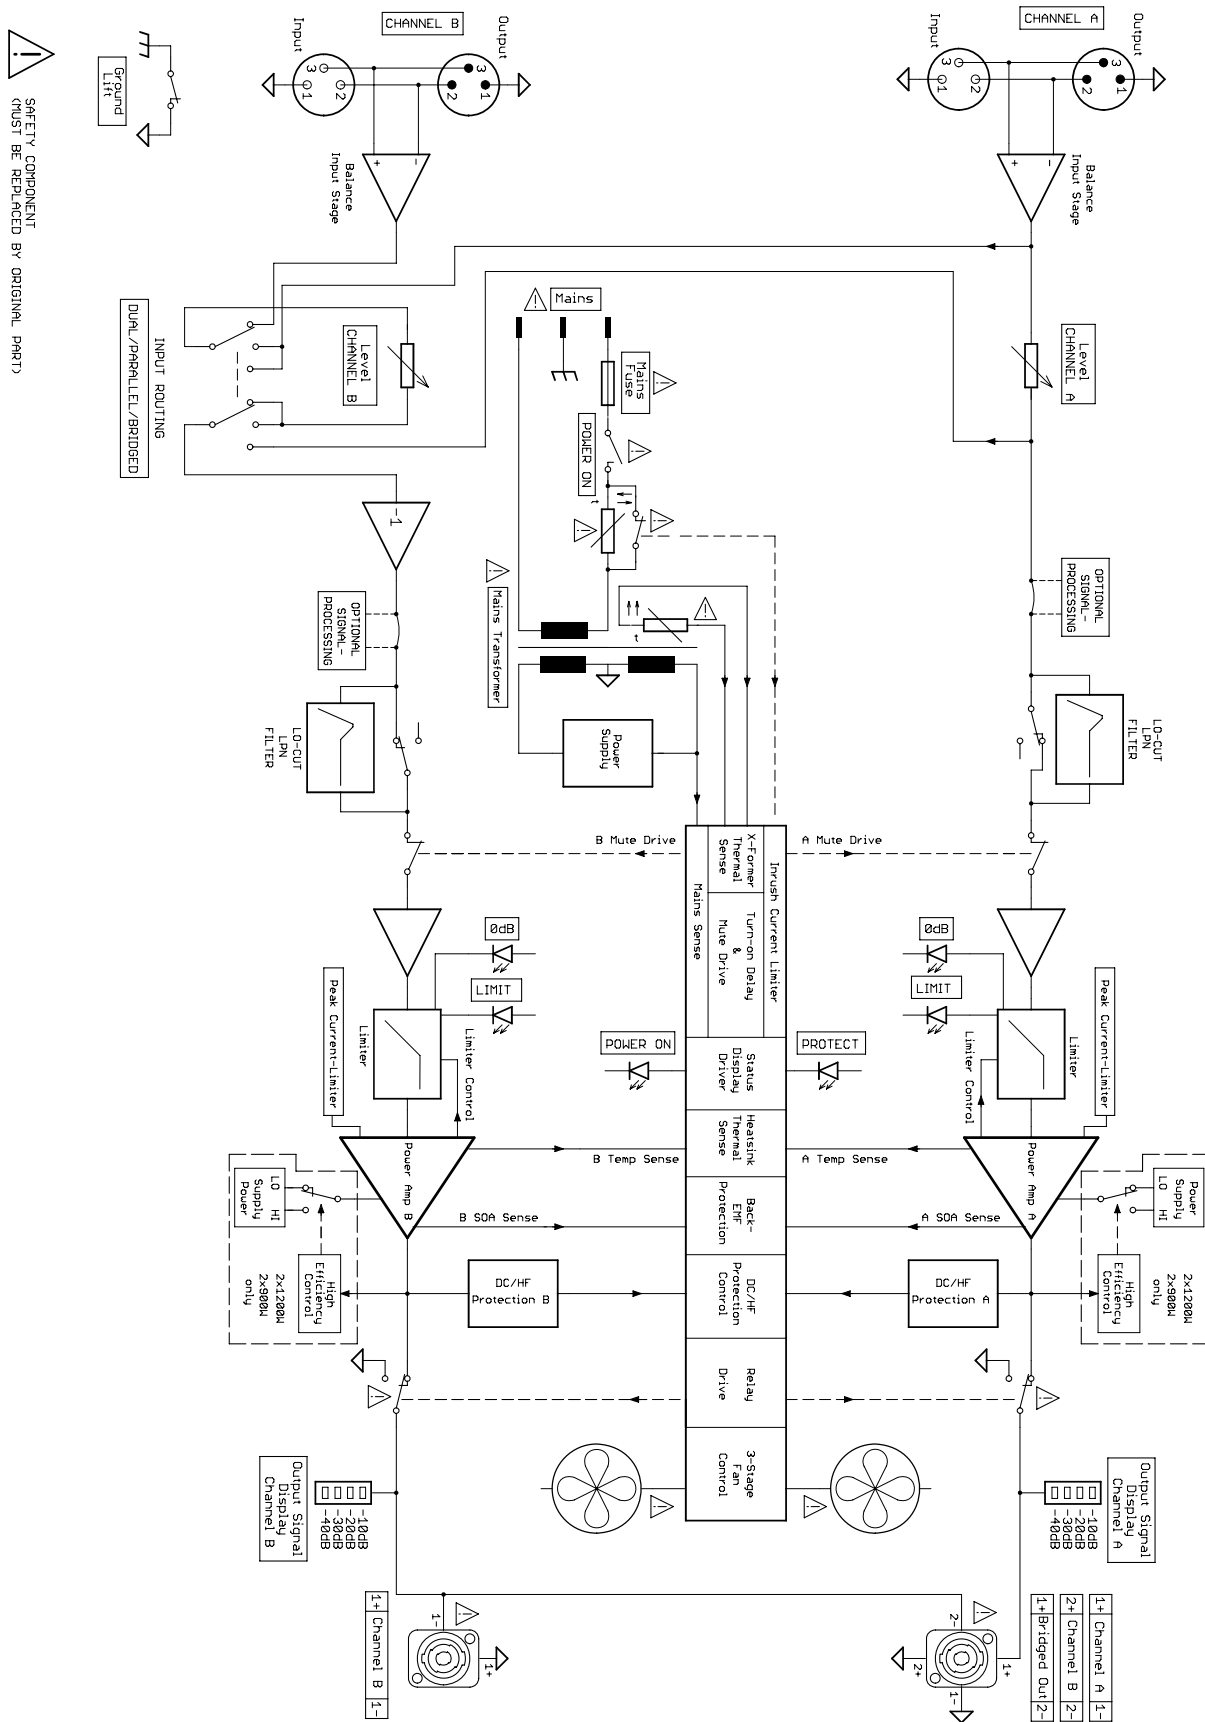 CHANNEL A
Output
Input
3
2
1
3
2
1
+
-
Balance
Input Stage
Level
CHANNEL A
OPTIONAL
SIGNAL-
PROCESSING
LO-CUT
LPN
FILTER
A Mute Drive
0dB
LIMIT
Limiter
Limiter Control
Peak Current-Limiter
Power Amp A
A Temp Sense
A SOA Sense
Power
Supply
LO HI
High
Efficiency
Control
2x1200W
2x900W
only
DC/HF
Protection A
Output Signal
Display
Channel A
-10dB
-20dB
-30dB
-40dB
1+ Channel A 1-
2+ Channel B 2-
1+ Bridged Out 2-
1+
1-
2+
2-
Mains
Mains
Fuse
POWER ON
t
t
Mains Transformer
Power
Supply
Inrush Current Limiter
X-Former
Thermal
Sense
Turn-on Delay
&
Mute Drive
Mains Sense
PROTECT
POWER ON
Status
Display
Driver
Heatsink
Thermal
Sense
Back-
EMF
Protection
DC/HF
Protection
Control
Relay
Drive
3-Stage
Fan
Control
CHANNEL B
Output
Input
3
2
1
3
2
1
+
-
Balance
Input Stage
Level
CHANNEL B
INPUT ROUTING
DUAL/PARALLEL/BRIDGED
-1
OPTIONAL
SIGNAL-
PROCESSING
LO-CUT
LPN
FILTER
B Mute Drive
0dB
LIMIT
Limiter
Limiter Control
Peak Current-Limiter
Power Amp B
B Temp Sense
B SOA Sense
LO HI
Supply
Power
High
Efficiency
Control
2x1200W
2x900W
only
DC/HF
Protection B
Output Signal
Display
Channel B
-10dB
-20dB
-30dB
-40dB
1+ Channel B 1-
1-
1+
Ground
Lift
SAFETY COMPONENT
(MUST BE REPLACED BY ORIGINAL PART)